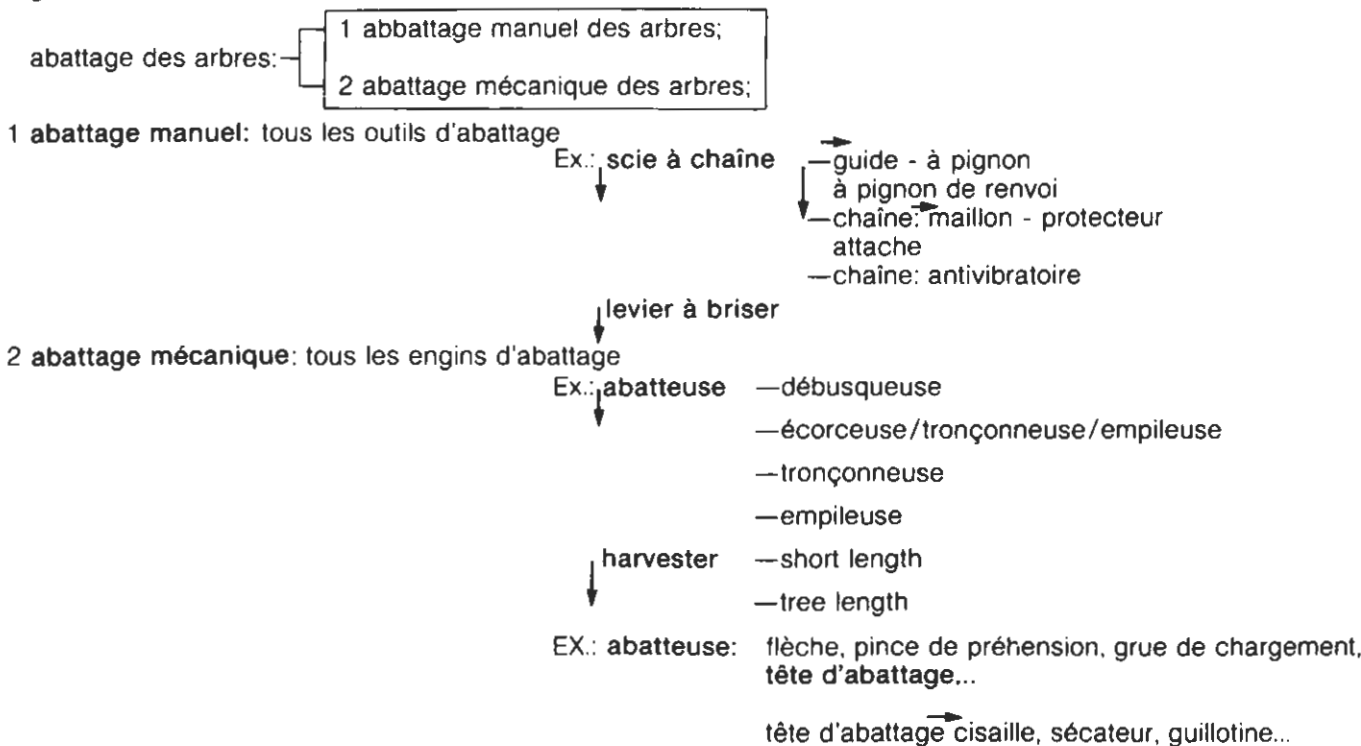 1 abbattage manuel des arbres;
abattage des arbres:
2 abattage mécanique des arbres;
1 abattage manuel: tous les outils d'abattage
Ex.: scie à chaîne —guide - à pignon
à pignon de renvoi
—chaîne: maillon - protecteur
attache
—chaîne: antivibratoire
levier à briser
2 abattage mécanique: tous les engins d'abattage
Ex.: abatteuse —débusqueuse
—écorceuse/tronçonneuse/empileuse
—tronçonneuse
—empileuse
harvester —short length
—tree length
EX.: abatteuse: flèche, pince de préhension, grue de chargement,
tête d'abattage...
tête d'abattage cisaille, sécateur, guillotine...